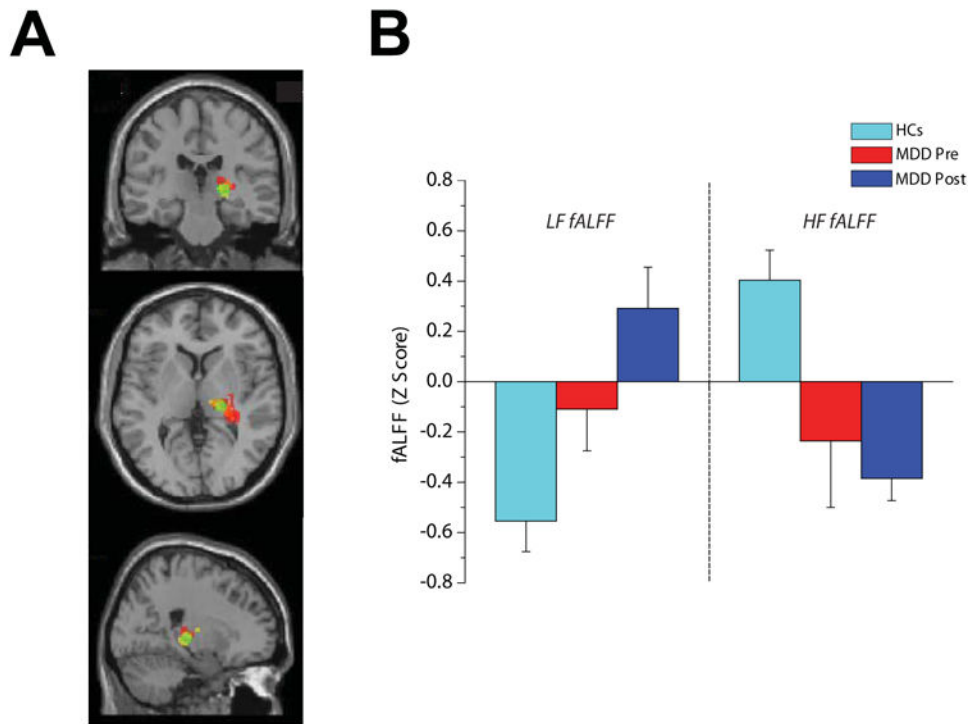 A
B
HCs
MDD Pre
MDD Post
LF fALFF
HF fALFF
fALFF (Z Score)
0.8
0.6
0.4
0.2
0.0
-0.2
-0.4
-0.6
-0.8